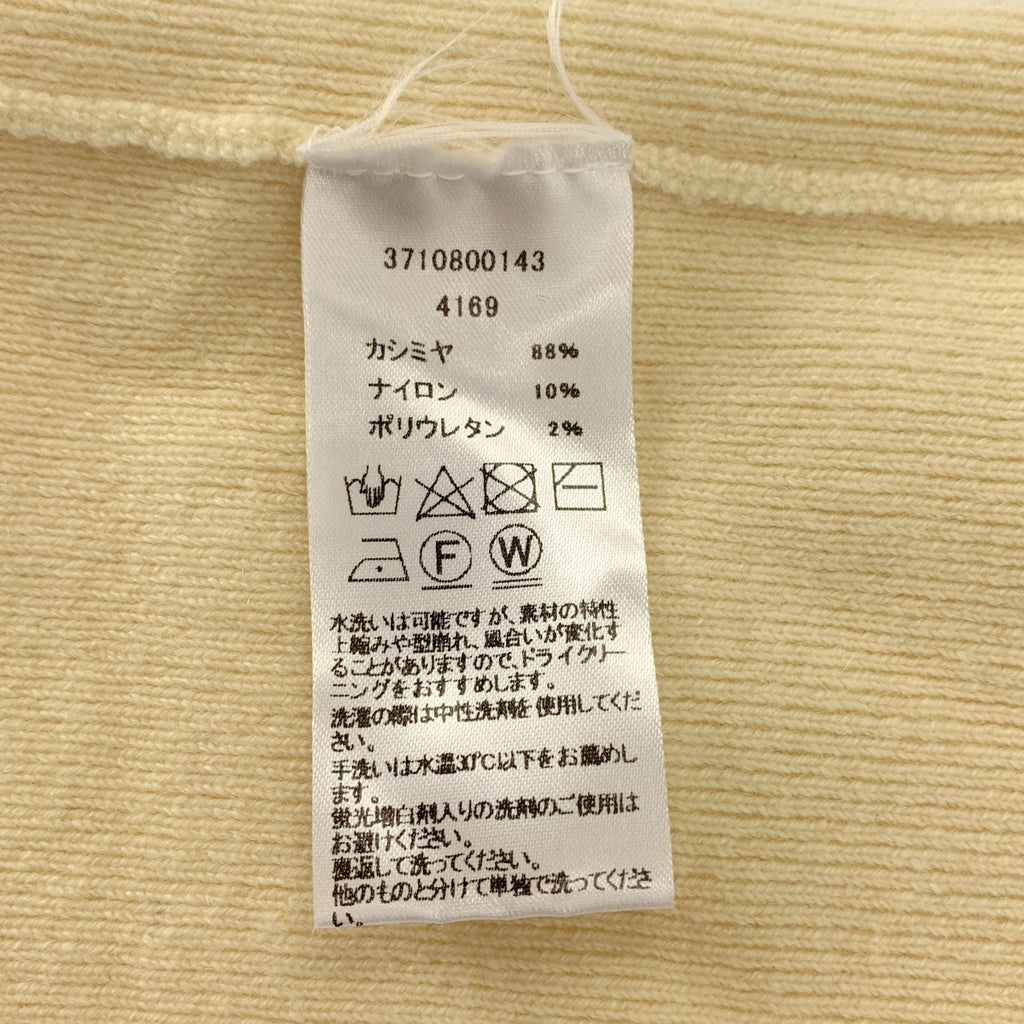 3710800143
4169
カシミヤ 88%
ナイロン 10%
ポリウレタン 2%
F W
水洗いは可能ですが、素材の特性
上縮みや型崩れ、風合いが変化す
ることがありますので、ドライクリー
ニングをおすすめします。
洗濯の際は中性洗剤を使用してくだ
さい。
手洗いは水温30℃以下をお薦めし
ます。
蛍光増白剤入りの洗剤のご使用は
お避けください。
裏返して洗ってください。
他のものと分けて単独で洗ってくださ
い。